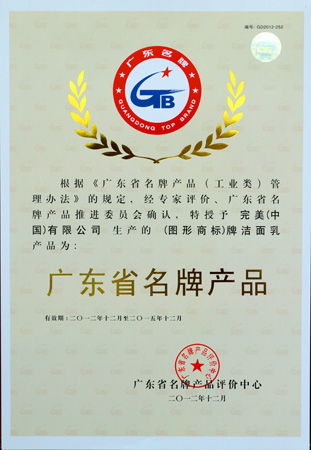 编号: GD2012-252
广东名牌
GTB
GUANGDONG TOP BRAND
根据《广东省名牌产品（工业类）管
理办法》的规定，经专家评价、广东省名
牌产品推进委员会确认，特授予 完美(中
国)有限公司 生产的 (图形商标)牌洁面乳
产品为：
广东省名牌产品
有效期：二〇一二年十二月至二〇一五年十二月
广东省名牌产品评价中心
广东省名牌产品评价中心
二〇一二年十二月